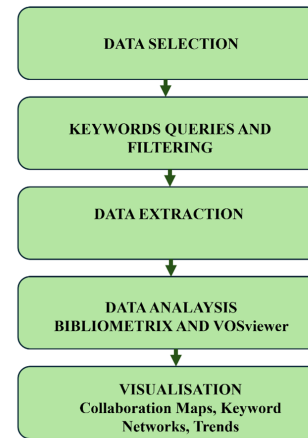 DATA SELECTION
KEYWORDS QUERIES AND
FILTERING
DATA EXTRACTION
DATA ANALAYSIS
BIBLIOMETRIX AND VOSviewer
VISUALISATION
Collaboration Maps, Keyword
Networks, Trends